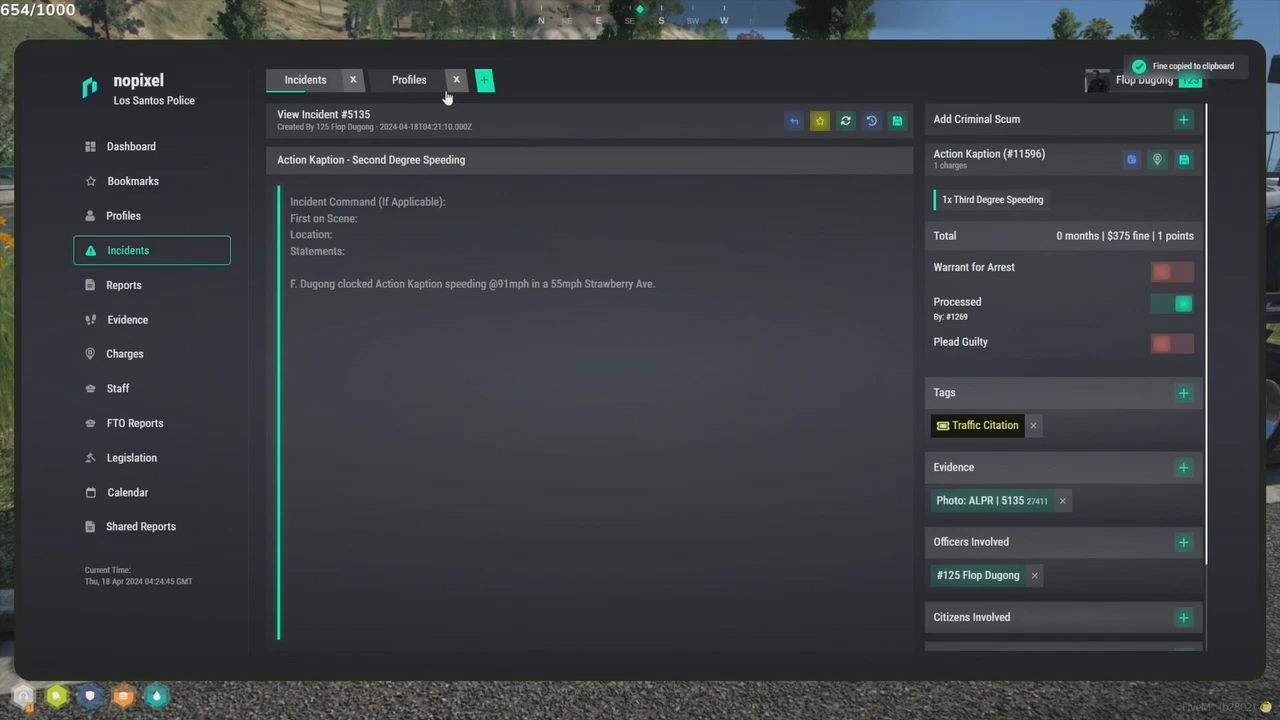 654/1000
N NE E SE S SW W
nopixel
Los Santos Police
Dashboard
Bookmarks
Profiles
Incidents
Reports
Evidence
Charges
Staff
FTO Reports
Legislation
Calendar
Shared Reports
Current Time:
Thu, 18 Apr 2024 04:24:45 GMT
Incidents x Profiles x +
Fine copied to clipboard
Flop Dugong 125
View Incident #5135
Created By 125 Flop Dugong - 2024-04-18T04:21:10.000Z
Action Kaption - Second Degree Speeding
Incident Command (If Applicable):
First on Scene:
Location:
Statements:
F. Dugong clocked Action Kaption speeding @91mph in a 55mph Strawberry Ave.
Add Criminal Scum +
Action Kaption (#11596)
1 charges
1x Third Degree Speeding
Total 0 months | $375 fine | 1 points
Warrant for Arrest
Processed
By: #1269
Plead Guilty
Tags +
Traffic Citation x
Evidence +
Photo: ALPR | 5135 27411 x
Officers Involved +
#125 Flop Dugong x
Citizens Involved +
FiveM* (b2802)